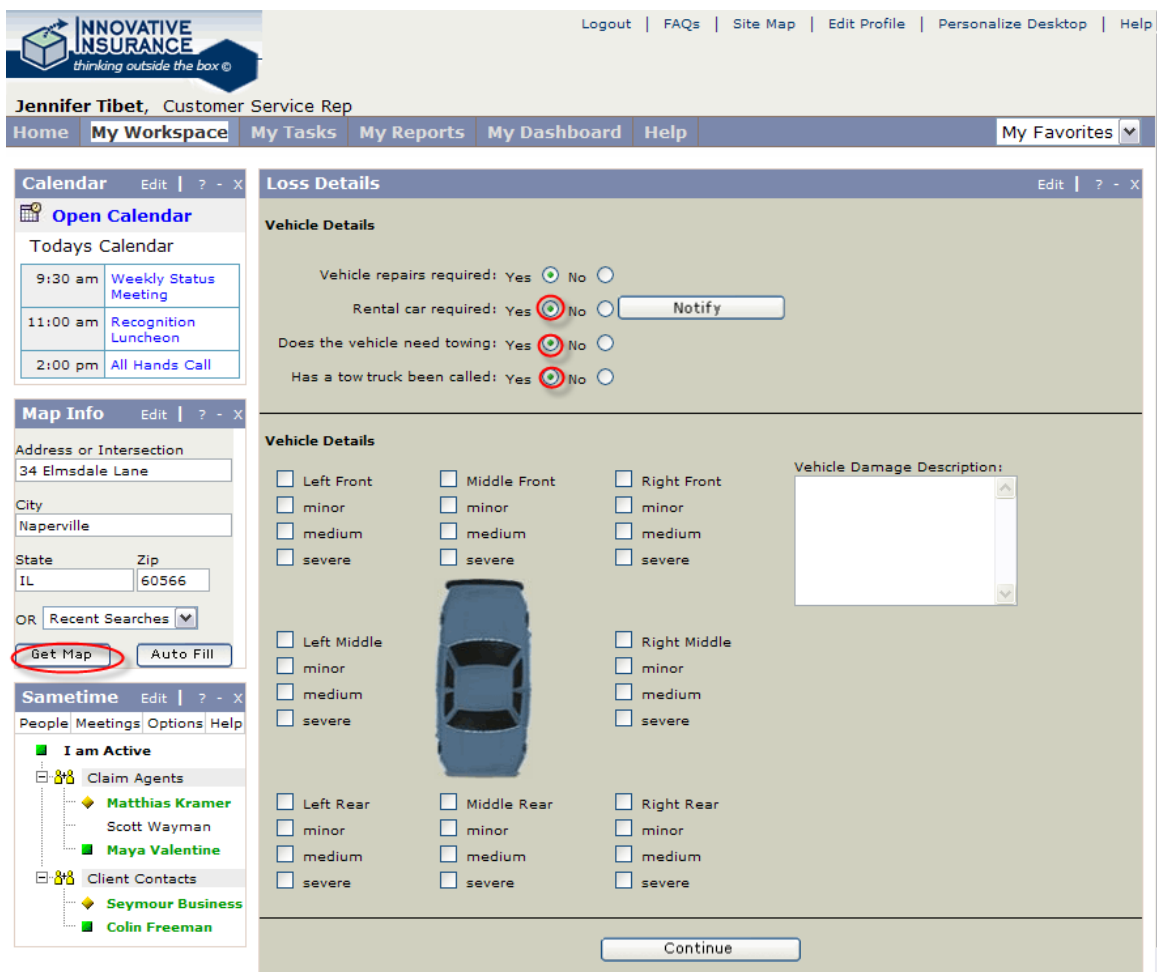 INNOVATIVE
INSURANCE
thinking outside the box ©
Logout | FAQs | Site Map | Edit Profile | Personalize Desktop | Help
Jennifer Tibet, Customer Service Rep
Home My Workspace My Tasks My Reports My Dashboard Help My Favorites
Calendar Edit | ? - X
Open Calendar
Todays Calendar
9:30 am Weekly Status
Meeting
11:00 am Recognition
Luncheon
2:00 pm All Hands Call
Map Info Edit | ? - X
Address or Intersection
34 Elmsdale Lane
City
Naperville
State Zip
IL 60566
OR Recent Searches
Get Map Auto Fill
Sametime Edit | ? - X
People Meetings Options Help
I am Active
Claim Agents
Matthias Kramer
Scott Wayman
Maya Valentine
Client Contacts
Seymour Business
Colin Freeman
Loss Details Edit | ? - X
Vehicle Details
Vehicle repairs required: Yes No
Rental car required: Yes No Notify
Does the vehicle need towing: Yes No
Has a tow truck been called: Yes No
Vehicle Details
Left Front Middle Front Right Front Vehicle Damage Description:
minor minor minor
medium medium medium
severe severe severe
Left Middle Right Middle
minor minor
medium medium
severe severe
Left Rear Middle Rear Right Rear
minor minor minor
medium medium medium
severe severe severe
Continue